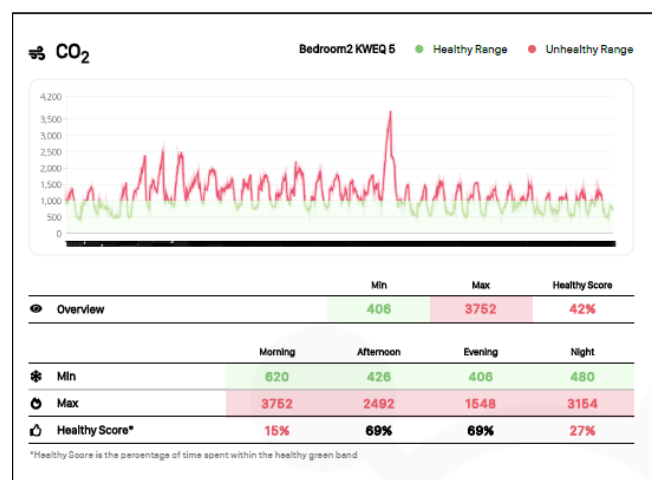 CO2
Bedroom2 KWEQ 5 Healthy Range Unhealthy Range
4,200
3,500
3,000
2,500
2,000
1,500
1,000
500
0
Min Max Healthy Score
Overview 406 3752 42%
Morning Afternoon Evening Night
Min 620 426 406 480
Max 3752 2492 1548 3154
Healthy Score* 15% 69% 69% 27%
*Healthy Score is the percentage of time spent within the healthy green band